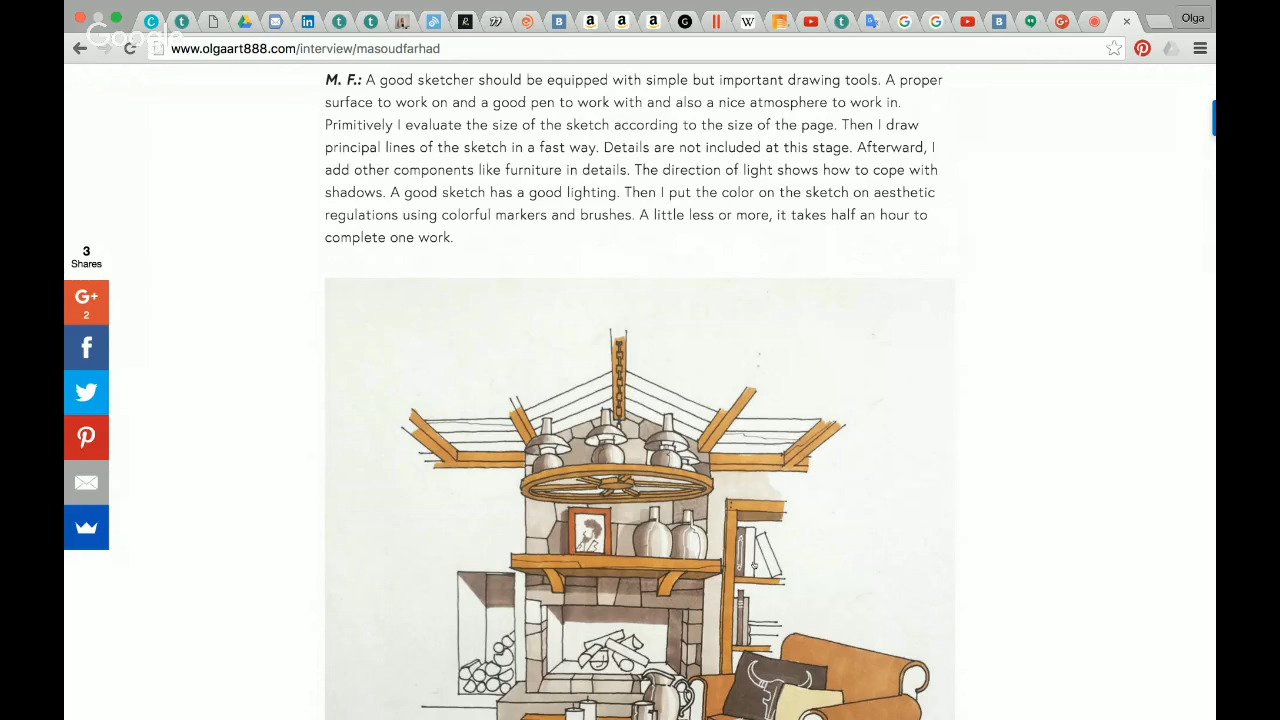 Olga
Google
www.olgaart888.com/interview/masoudfarhad
M. F.: A good sketcher should be equipped with simple but important drawing tools. A proper
surface to work on and a good pen to work with and also a nice atmosphere to work in.
Primitively I evaluate the size of the sketch according to the size of the page. Then I draw
principal lines of the sketch in a fast way. Details are not included at this stage. Afterward, I
add other components like furniture in details. The direction of light shows how to cope with
shadows. A good sketch has a good lighting. Then I put the color on the sketch on aesthetic
regulations using colorful markers and brushes. A little less or more, it takes half an hour to
complete one work.
3
Shares
G+
2